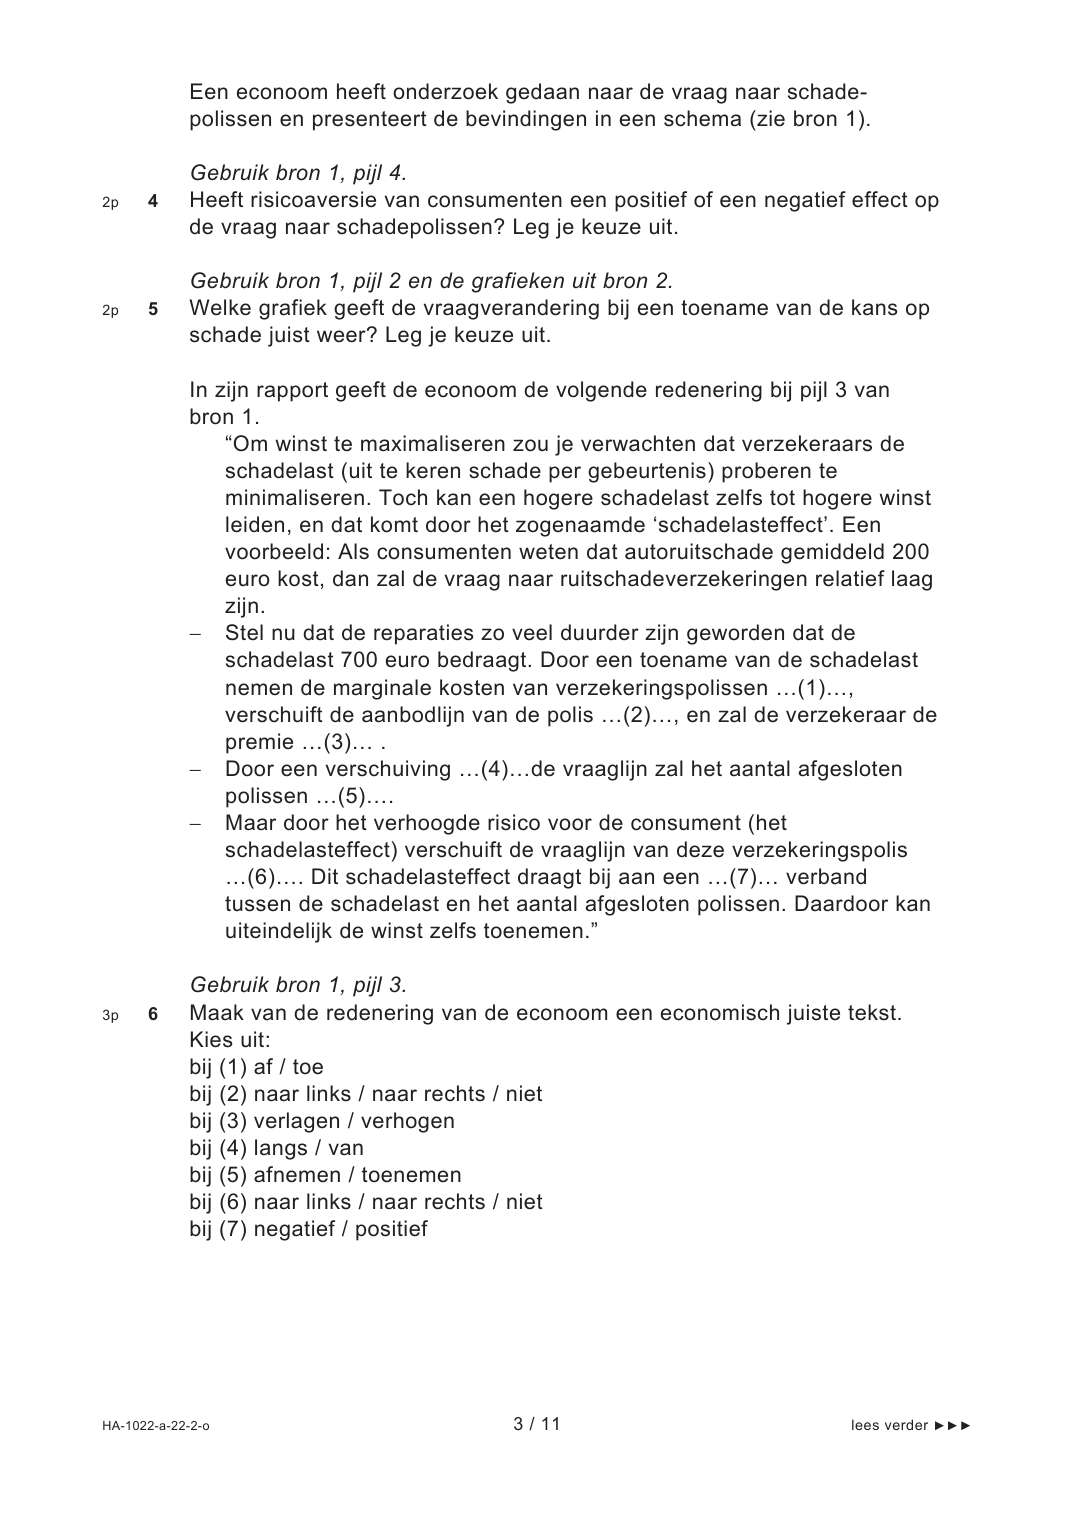 Een econoom heeft onderzoek gedaan naar de vraag naar schade-
polissen en presenteert de bevindingen in een schema (zie bron 1).
Gebruik bron 1, pijl 4.
2p 4 Heeft risicoaversie van consumenten een positief of een negatief effect op
de vraag naar schadepolissen? Leg je keuze uit.
Gebruik bron 1, pijl 2 en de grafieken uit bron 2.
2p 5 Welke grafiek geeft de vraagverandering bij een toename van de kans op
schade juist weer? Leg je keuze uit.
In zijn rapport geeft de econoom de volgende redenering bij pijl 3 van
bron 1.
“Om winst te maximaliseren zou je verwachten dat verzekeraars de
schadelast (uit te keren schade per gebeurtenis) proberen te
minimaliseren. Toch kan een hogere schadelast zelfs tot hogere winst
leiden, en dat komt door het zogenaamde ‘schadelasteffect’. Een
voorbeeld: Als consumenten weten dat autoruitschade gemiddeld 200
euro kost, dan zal de vraag naar ruitschadeverzekeringen relatief laag
zijn.
– Stel nu dat de reparaties zo veel duurder zijn geworden dat de
schadelast 700 euro bedraagt. Door een toename van de schadelast
nemen de marginale kosten van verzekeringspolissen …(1)…,
verschuift de aanbodlijn van de polis …(2)…, en zal de verzekeraar de
premie …(3)… .
– Door een verschuiving …(4)…de vraaglijn zal het aantal afgesloten
polissen …(5)….
– Maar door het verhoogde risico voor de consument (het
schadelasteffect) verschuift de vraaglijn van deze verzekeringspolis
…(6)…. Dit schadelasteffect draagt bij aan een …(7)… verband
tussen de schadelast en het aantal afgesloten polissen. Daardoor kan
uiteindelijk de winst zelfs toenemen.”
Gebruik bron 1, pijl 3.
3p 6 Maak van de redenering van de econoom een economisch juiste tekst.
Kies uit:
bij (1) af / toe
bij (2) naar links / naar rechts / niet
bij (3) verlagen / verhogen
bij (4) langs / van
bij (5) afnemen / toenemen
bij (6) naar links / naar rechts / niet
bij (7) negatief / positief
HA-1022-a-22-2-o 3 / 11 lees verder ►►►